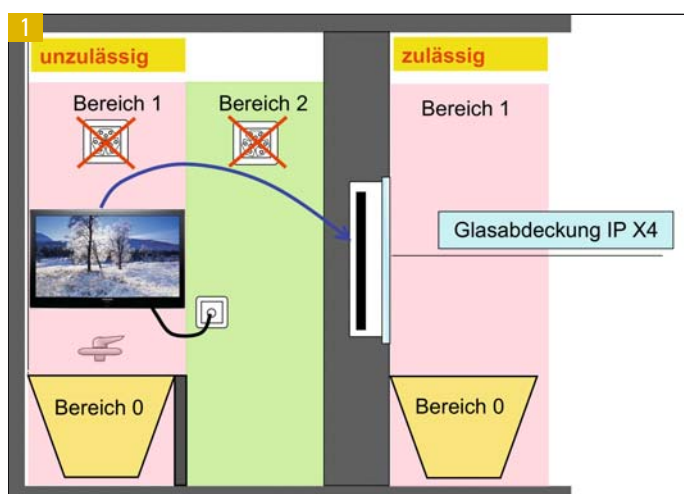 1
unzulässig
zulässig
Bereich 1
Bereich 2
Bereich 1
Glasabdeckung IP X4
Bereich 0
Bereich 0